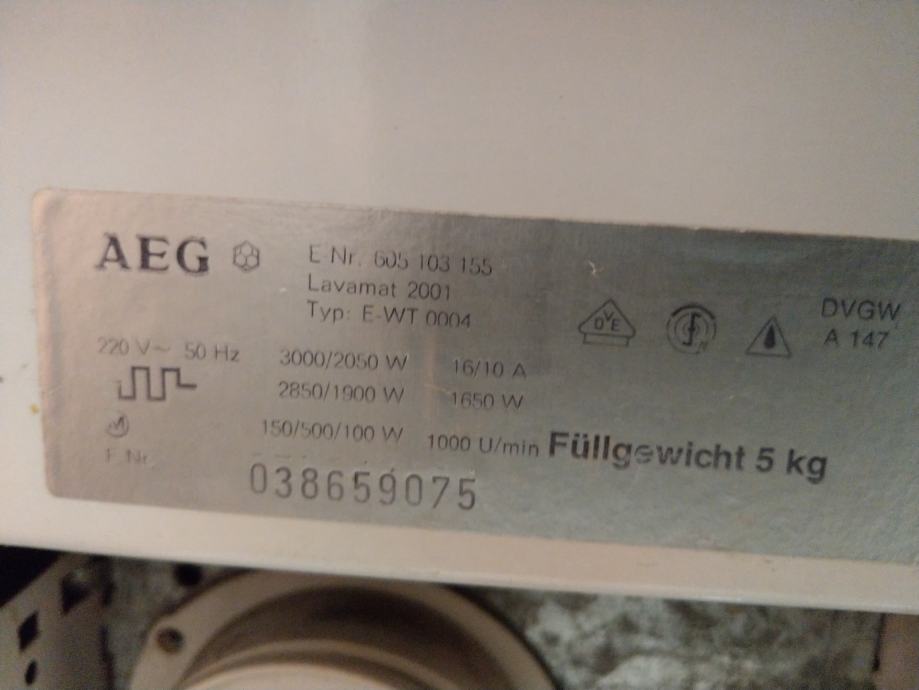 AEG
E-Nr. 605 103 155
Lavamat 2001
Typ: E-WT 0004
DVE
DVGW
A 147
220 V~ 50 Hz 3000/2050 W 16/10 A
2850/1900 W 1650 W
150/500/100 W 1000 U/min Füllgewicht 5 kg
F.Nr.
038659075